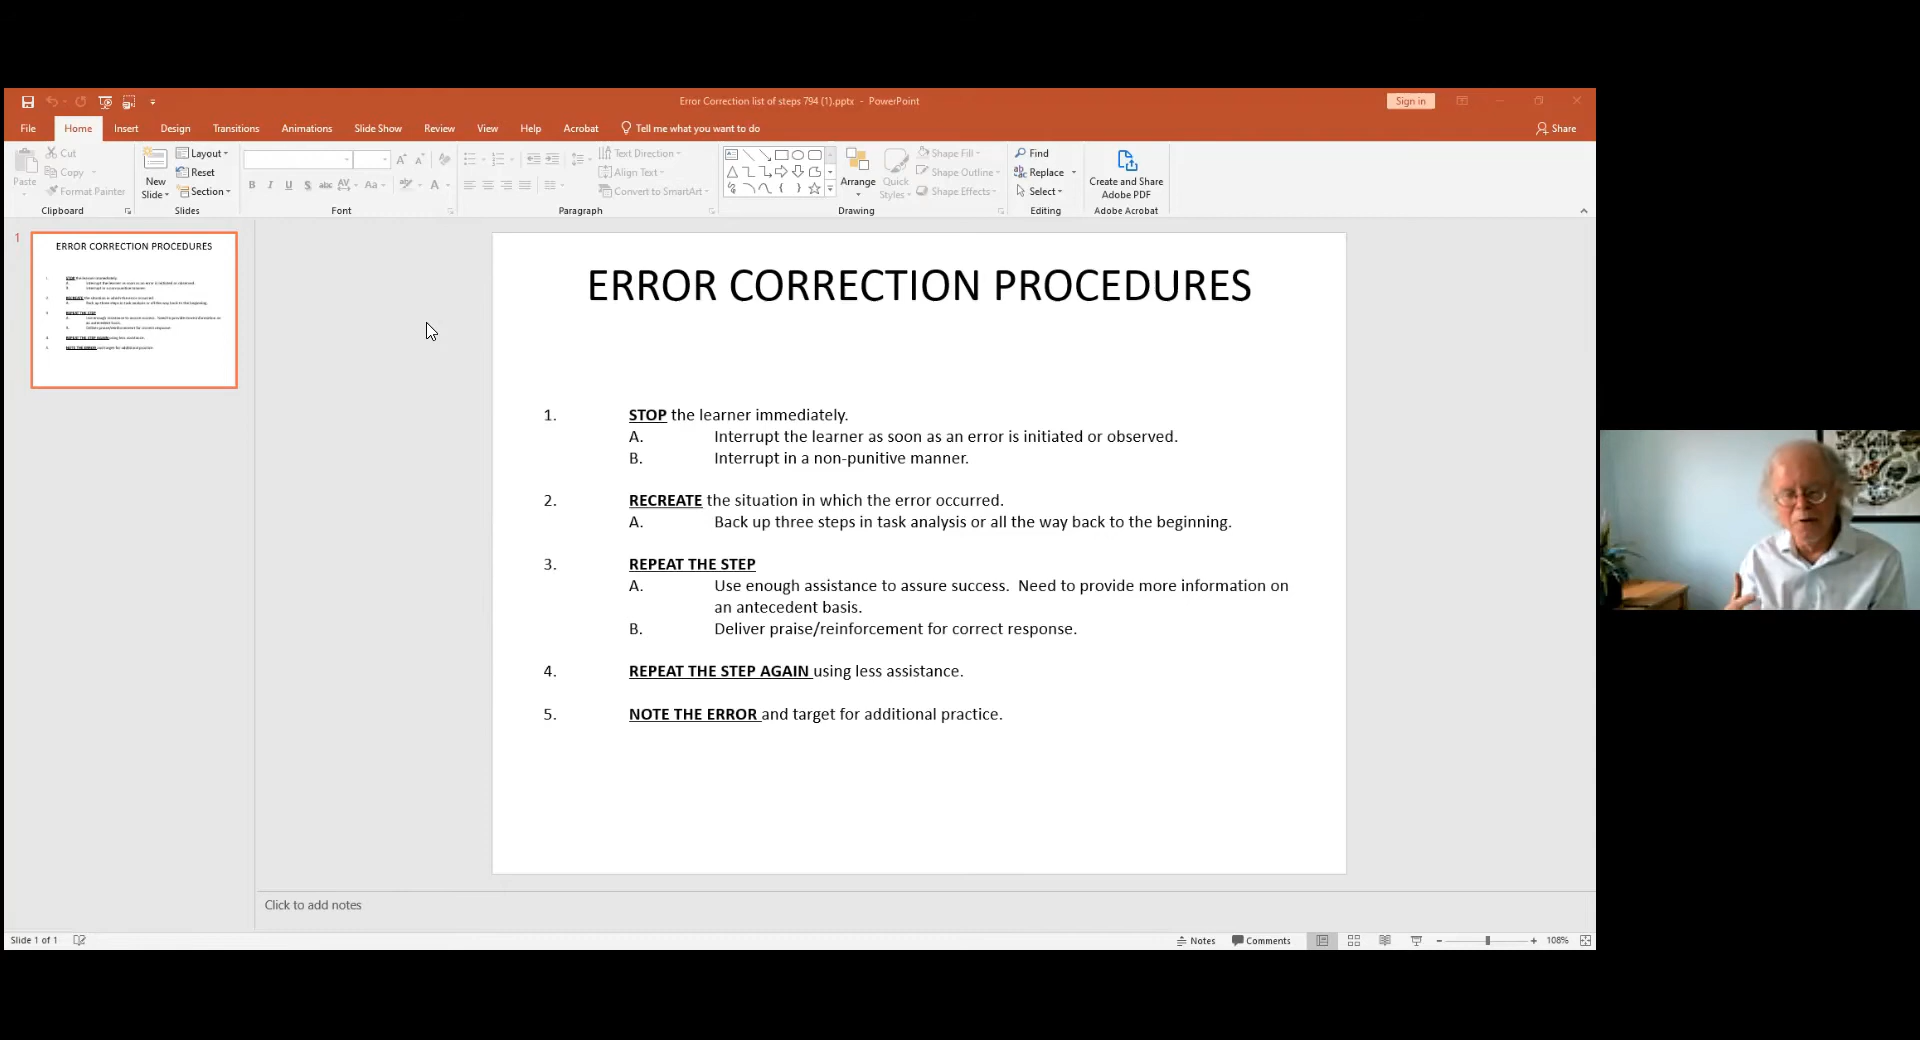 Error Correction list of steps 794 (1).pptx - PowerPoint
Sign in
File Home Insert Design Transitions Animations Slide Show Review View Help Acrobat Tell me what you want to do
Share
Paste
Cut
Copy
Format Painter
Clipboard
New Slide
Layout
Reset
Section
Slides
B I U S abc AV Aa A
Font
Text Direction
Align Text
Convert to SmartArt
Paragraph
Arrange
Quick Styles
Shape Fill
Shape Outline
Shape Effects
Drawing
Find
Replace
Select
Editing
Create and Share Adobe PDF
Adobe Acrobat
1
ERROR CORRECTION PROCEDURES
ERROR CORRECTION PROCEDURES
1. STOP the learner immediately.
A. Interrupt the learner as soon as an error is initiated or observed.
B. Interrupt in a non-punitive manner.
2. RECREATE the situation in which the error occurred.
A. Back up three steps in task analysis or all the way back to the beginning.
3. REPEAT THE STEP
A. Use enough assistance to assure success. Need to provide more information on
an antecedent basis.
B. Deliver praise/reinforcement for correct response.
4. REPEAT THE STEP AGAIN using less assistance.
5. NOTE THE ERROR and target for additional practice.
Click to add notes
Slide 1 of 1
Notes Comments 108%